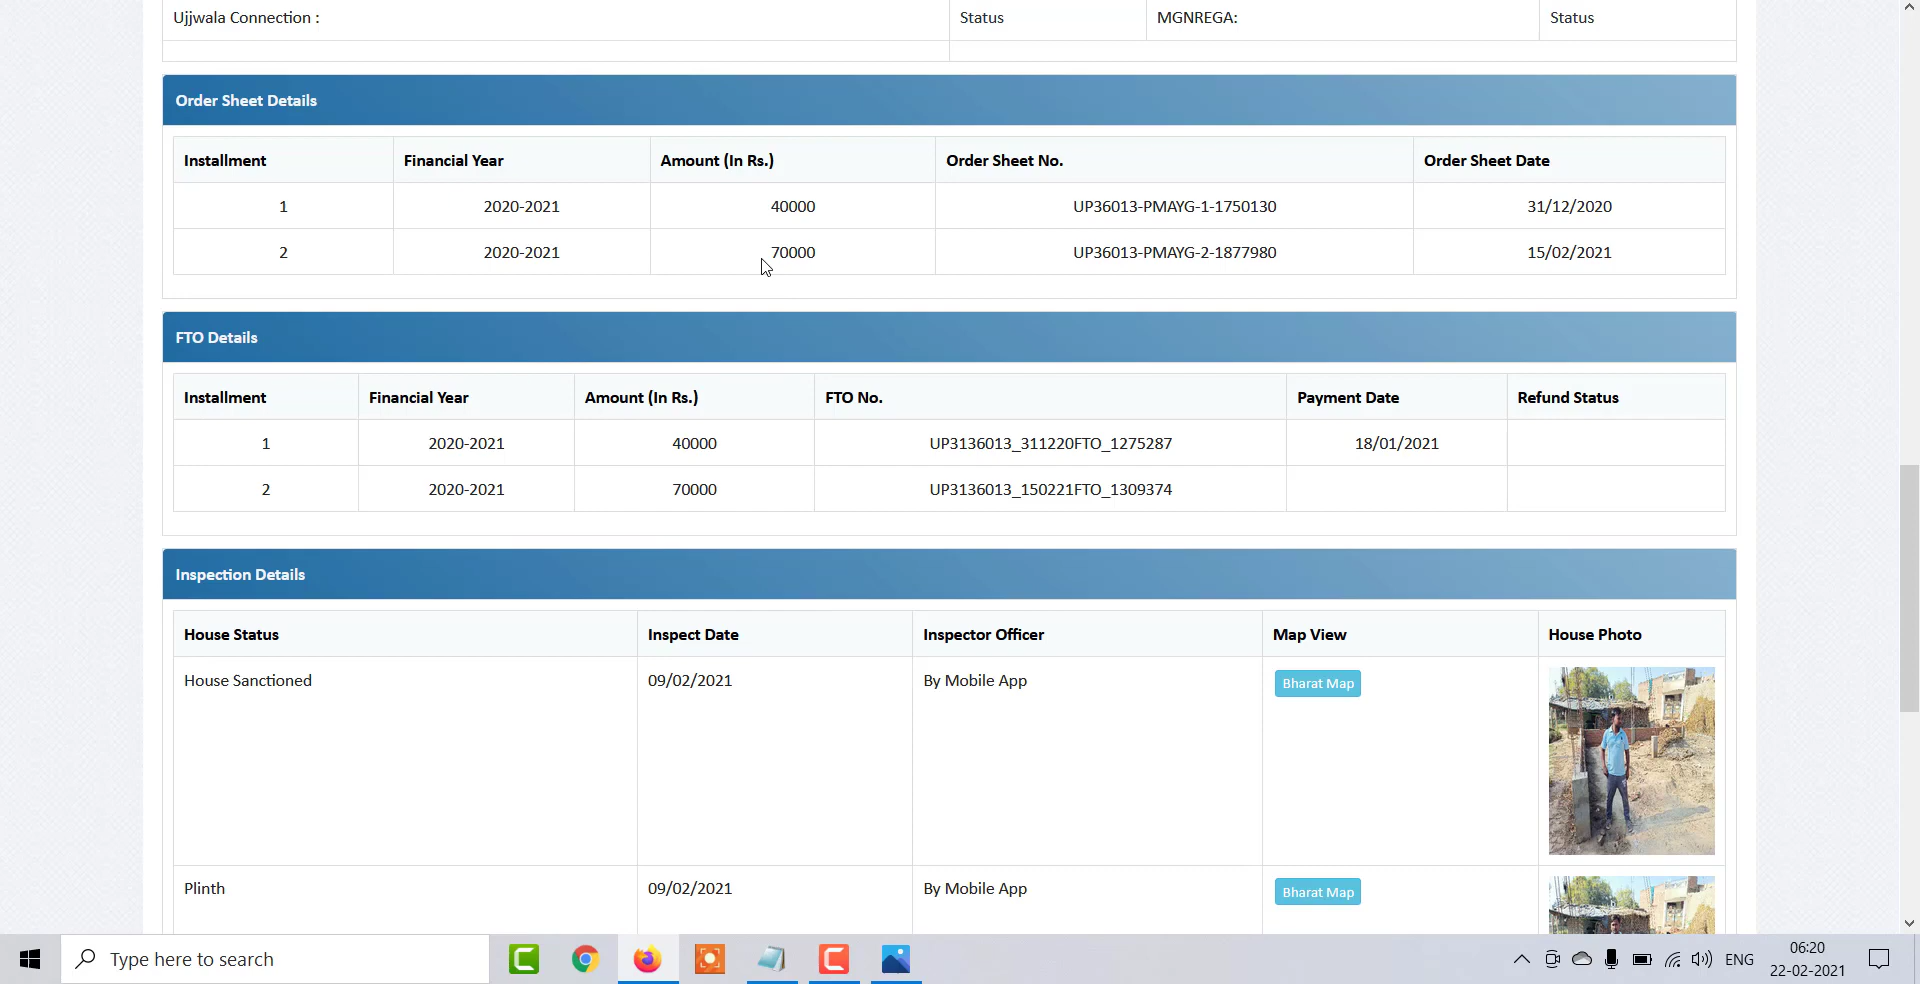 Ujjwala Connection : Status MGNREGA: Status
Order Sheet Details
Installment Financial Year Amount (In Rs.) Order Sheet No. Order Sheet Date
1 2020-2021 40000 UP36013-PMAYG-1-1750130 31/12/2020
2 2020-2021 70000 UP36013-PMAYG-2-1877980 15/02/2021
FTO Details
Installment Financial Year Amount (In Rs.) FTO No. Payment Date Refund Status
1 2020-2021 40000 UP3136013_311220FTO_1275287 18/01/2021
2 2020-2021 70000 UP3136013_150221FTO_1309374
Inspection Details
House Status Inspect Date Inspector Officer Map View House Photo
House Sanctioned 09/02/2021 By Mobile App Bharat Map
Plinth 09/02/2021 By Mobile App Bharat Map
Type here to search ENG 06:20
22-02-2021